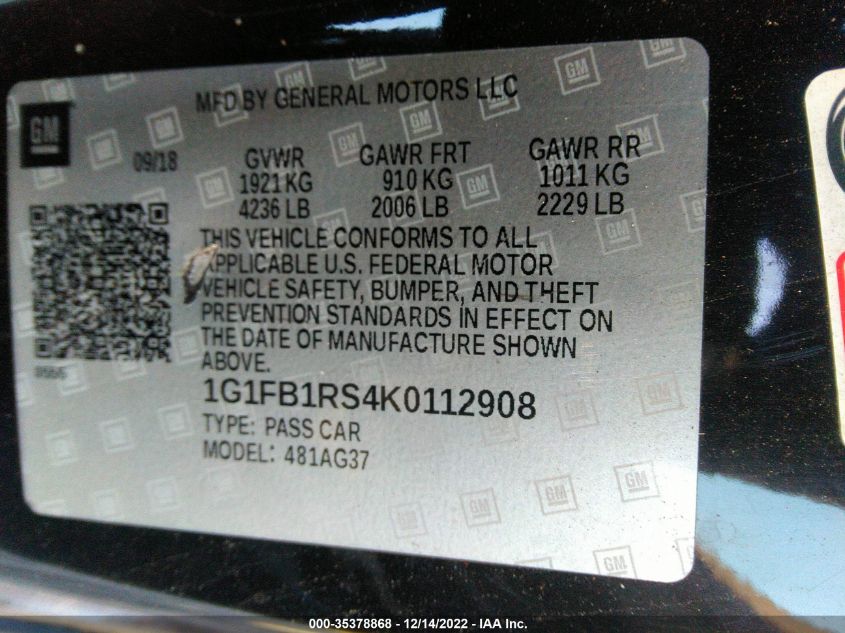 MFD BY GENERAL MOTORS LLC
GM
09/18
GVWR
1921 KG
4236 LB
GAWR FRT
910 KG
2006 LB
GAWR RR
1011 KG
2229 LB
THIS VEHICLE CONFORMS TO ALL
APPLICABLE U.S. FEDERAL MOTOR
VEHICLE SAFETY, BUMPER, AND THEFT
PREVENTION STANDARDS IN EFFECT ON
THE DATE OF MANUFACTURE SHOWN
ABOVE.
1G1FB1RS4K0112908
TYPE: PASS CAR
MODEL: 481AG37
000-35378868 - 12/14/2022 - IAA Inc.